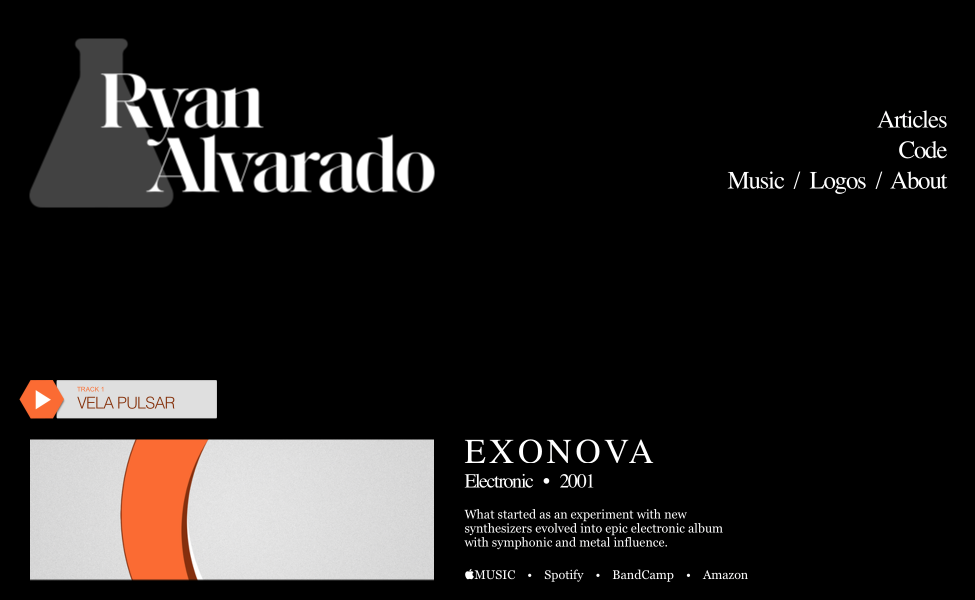 Ryan
Alvarado
Articles
Code
Music / Logos / About
TRACK 1
VELA PULSAR
EXONOVA
Electronic • 2001
What started as an experiment with new
synthesizers evolved into epic electronic album
with symphonic and metal influence.
MUSIC • Spotify • BandCamp • Amazon